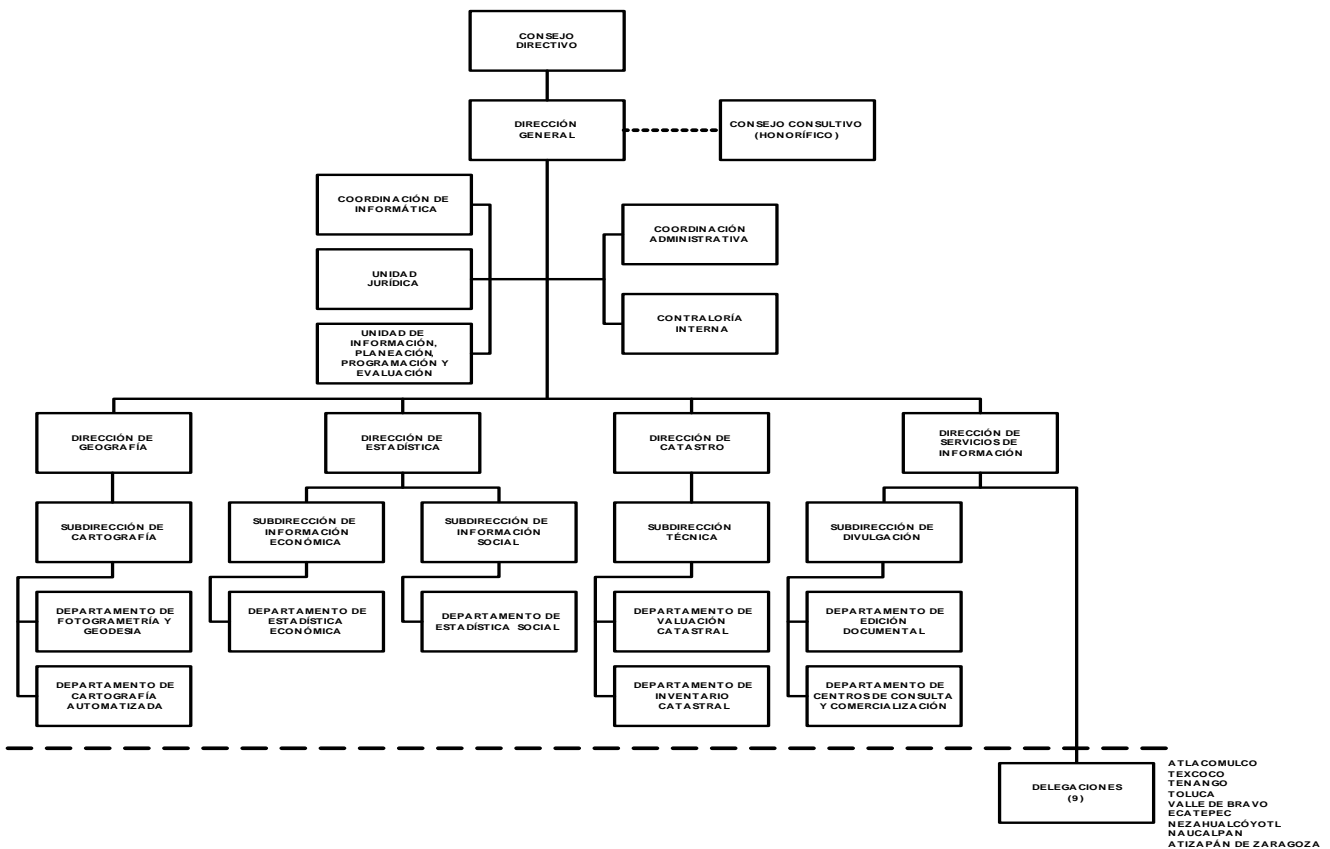 CONSEJO
DIRECTIVO
DIRECCIÓN
GENERAL
CONSEJO CONSULTIVO
(HONORÍFICO)
COORDINACIÓN DE
INFORMÁTICA
COORDINACIÓN
ADMINISTRATIVA
UNIDAD
JURÍDICA
CONTRALORÍA
INTERNA
UNIDAD DE
INFORMACIÓN,
PLANEACIÓN,
PROGRAMACIÓN Y
EVALUACIÓN
DIRECCIÓN DE
GEOGRAFÍA
DIRECCIÓN DE
ESTADÍSTICA
DIRECCIÓN DE
CATASTRO
DIRECCIÓN DE
SERVICIOS DE
INFORMACIÓN
SUBDIRECCIÓN DE
CARTOGRAFÍA
SUBDIRECCIÓN DE
INFORMACIÓN
ECONÓMICA
SUBDIRECCIÓN DE
INFORMACIÓN
SOCIAL
SUBDIRECCIÓN
TÉCNICA
SUBDIRECCIÓN DE
DIVULGACIÓN
DEPARTAMENTO DE
FOTOGRAMETRÍA Y
GEODESIA
DEPARTAMENTO DE
ESTADÍSTICA
ECONÓMICA
DEPARTAMENTO DE
ESTADÍSTICA SOCIAL
DEPARTAMENTO DE
VALUACIÓN
CATASTRAL
DEPARTAMENTO DE
EDICIÓN
DOCUMENTAL
DEPARTAMENTO DE
CARTOGRAFÍA
AUTOMATIZADA
DEPARTAMENTO DE
INVENTARIO
CATASTRAL
DEPARTAMENTO DE
CENTROS DE CONSULTA
Y COMERCIALIZACIÓN
DELEGACIONES
(9)
ATLACOMULCO
TEXCOCO
TENANGO
TOLUCA
VALLE DE BRAVO
ECATEPEC
NEZAHUALCÓYOTL
NAUCALPAN
ATIZAPÁN DE ZARAGOZA